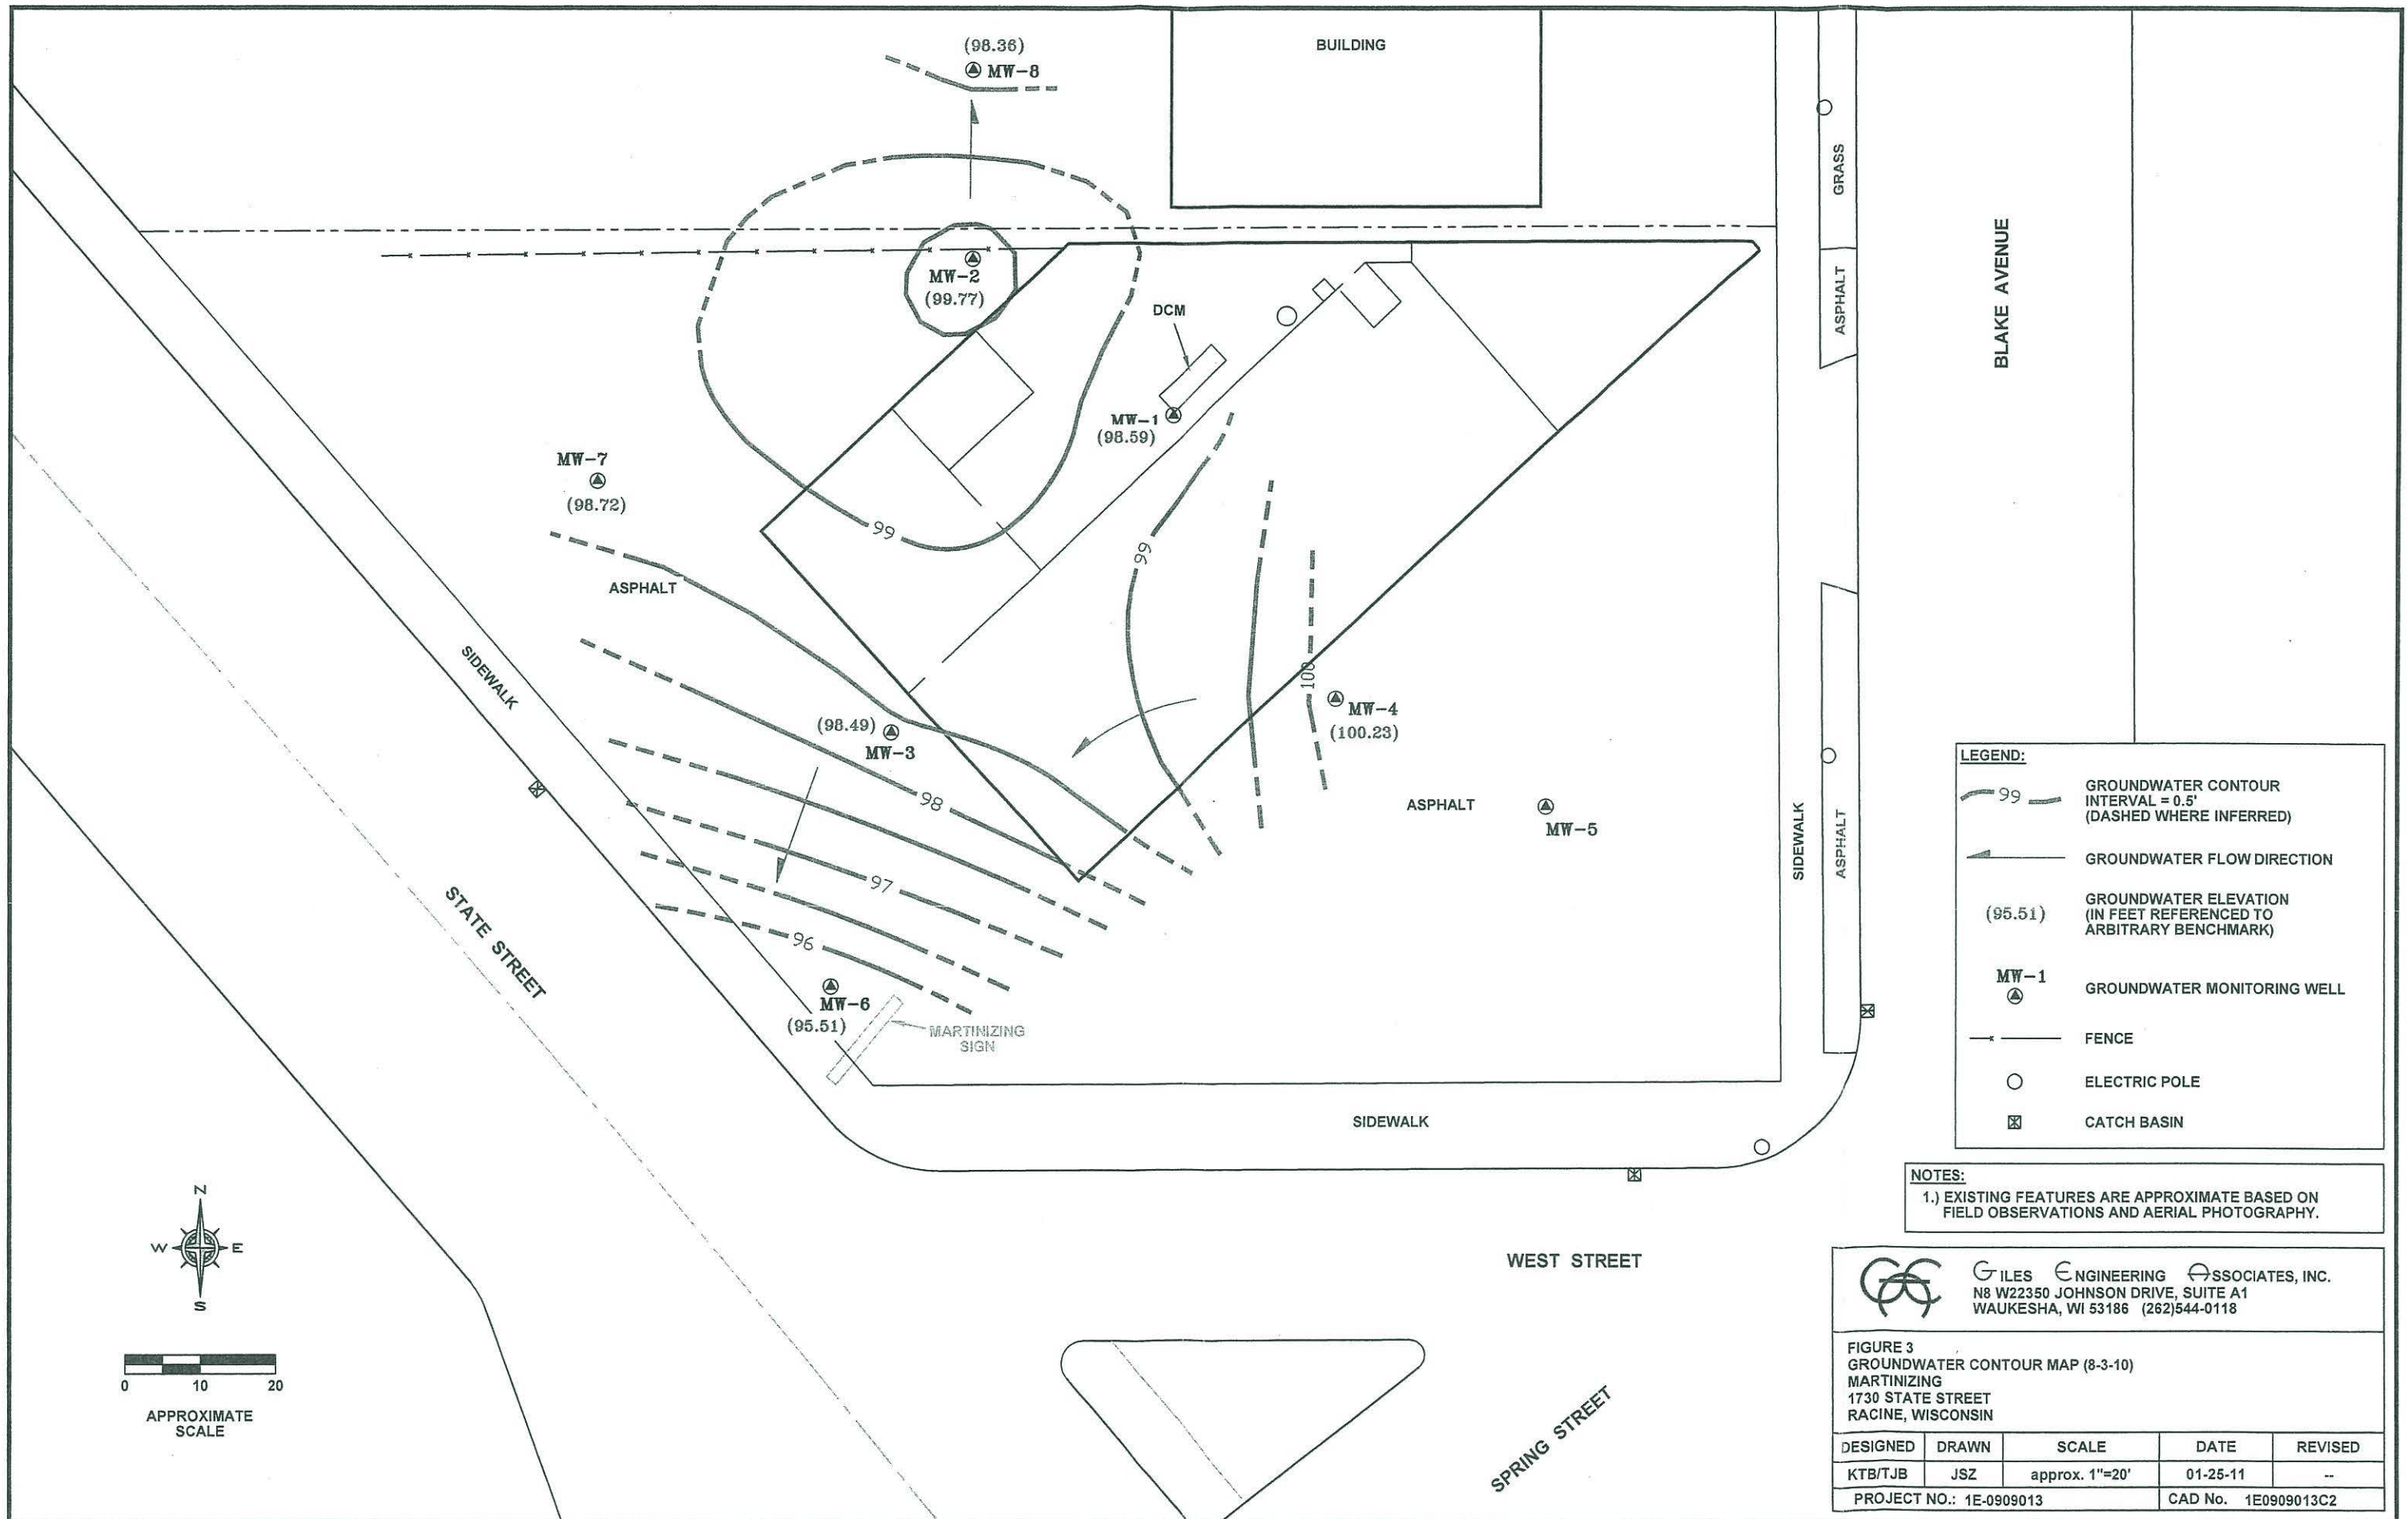 (98.36)
MW-8
BUILDING
GRASS
ASPHALT
BLAKE AVENUE
MW-2
(99.77)
DCM
MW-1
(98.59)
MW-7
(98.72)
99
99
ASPHALT
SIDEWALK
100
(98.49)
MW-3
MW-4
(100.23)
98
ASPHALT
MW-5
SIDEWALK
ASPHALT
97
STATE STREET
96
MW-6
(95.51)
MARTINIZING
SIGN
SIDEWALK
WEST STREET
SPRING STREET
N
W
E
S
0 10 20
APPROXIMATE
SCALE
LEGEND:
99
GROUNDWATER CONTOUR
INTERVAL = 0.5'
(DASHED WHERE INFERRED)
GROUNDWATER FLOW DIRECTION
(95.51)
GROUNDWATER ELEVATION
(IN FEET REFERENCED TO
ARBITRARY BENCHMARK)
MW-1
GROUNDWATER MONITORING WELL
FENCE
ELECTRIC POLE
CATCH BASIN
NOTES:
1.) EXISTING FEATURES ARE APPROXIMATE BASED ON
FIELD OBSERVATIONS AND AERIAL PHOTOGRAPHY.
GILES ENGINEERING ASSOCIATES, INC.
N8 W22350 JOHNSON DRIVE, SUITE A1
WAUKESHA, WI 53186 (262)544-0118
FIGURE 3
GROUNDWATER CONTOUR MAP (8-3-10)
MARTINIZING
1730 STATE STREET
RACINE, WISCONSIN
DESIGNED DRAWN SCALE DATE REVISED
KTB/TJB JSZ approx. 1"=20' 01-25-11 --
PROJECT NO.: 1E-0909013 CAD No. 1E0909013C2